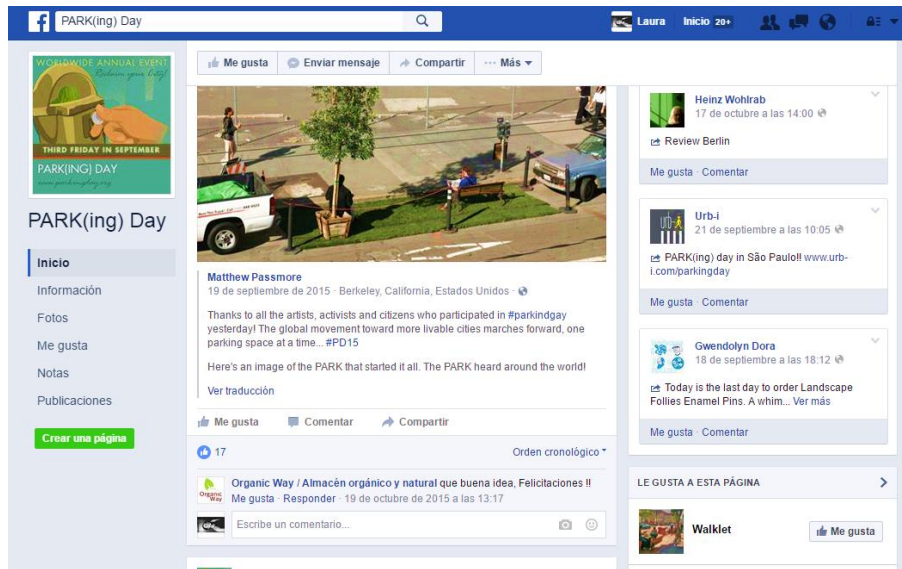 PARK(ing) Day
Laura
Inicio 20+
WORLDWIDE ANNUAL EVENT
Reclaim your City!
THIRD FRIDAY IN SEPTEMBER
PARK(ING) DAY
www.parkingday.org
PARK(ing) Day
Inicio
Información
Fotos
Me gusta
Notas
Publicaciones
Crear una página
Me gusta
Enviar mensaje
Compartir
Más
Matthew Passmore
19 de septiembre de 2015 · Berkeley, California, Estados Unidos ·
Thanks to all the artists, activists and citizens who participated in #parkindgay
yesterday! The global movement toward more livable cities marches forward, one
parking space at a time... #PD15
Here's an image of the PARK that started it all. The PARK heard around the world!
Ver traducción
Me gusta
Comentar
Compartir
17
Orden cronológico
Organic Way / Almacén orgánico y natural que buena idea, Felicitaciones !!
Me gusta · Responder · 19 de octubre de 2015 a las 13:17
Organic
Way
Escribe un comentario...
Heinz Wohlrab
17 de octubre a las 14:00
Review Berlin
Me gusta · Comentar
urb-i
Urb-i
21 de septiembre a las 10:05
PARK(ing) day in São Paulo!! www.urb-
i.com/parkingday
Me gusta · Comentar
Gwendolyn Dora
18 de septiembre a las 18:12
Today is the last day to order Landscape
Follies Enamel Pins. A whim... Ver más
Me gusta · Comentar
LE GUSTA A ESTA PÁGINA
Walklet
Me gusta